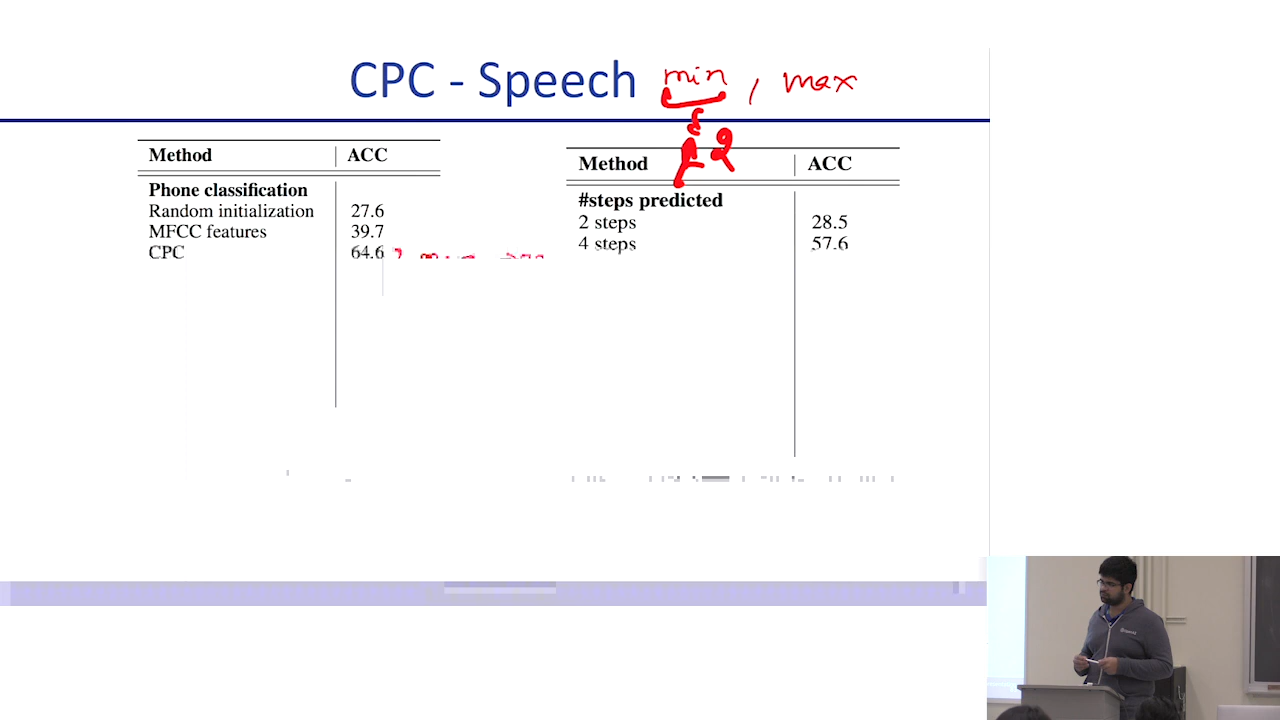 CPC - Speech min , max
Method ACC
Phone classification
Random initialization 27.6
MFCC features 39.7
CPC 64.6
Method ACC
#steps predicted
2 steps 28.5
4 steps 57.6